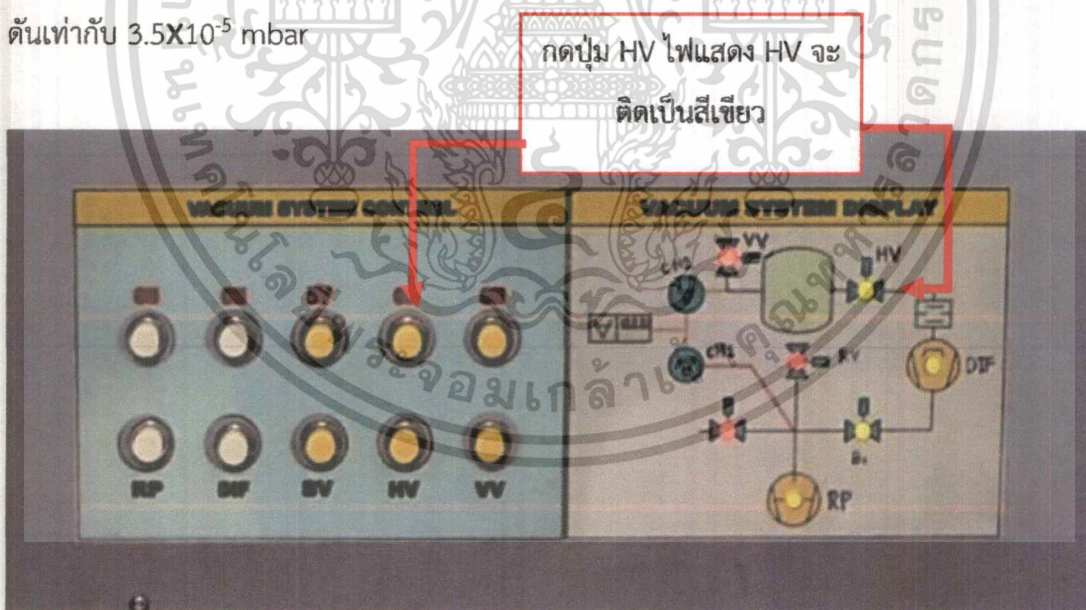 ดันเท่ากับ 3.5X10⁻⁵ mbar
กดปุ่ม HV ไฟแสดง HV จะ
ติดเป็นสีเขียว
VACUUM SYSTEM CONTROL
VACUUM SYSTEM DISPLAY
VV
HV
CH2
CH1
RV
DIF
RP
RP DIF HV VV